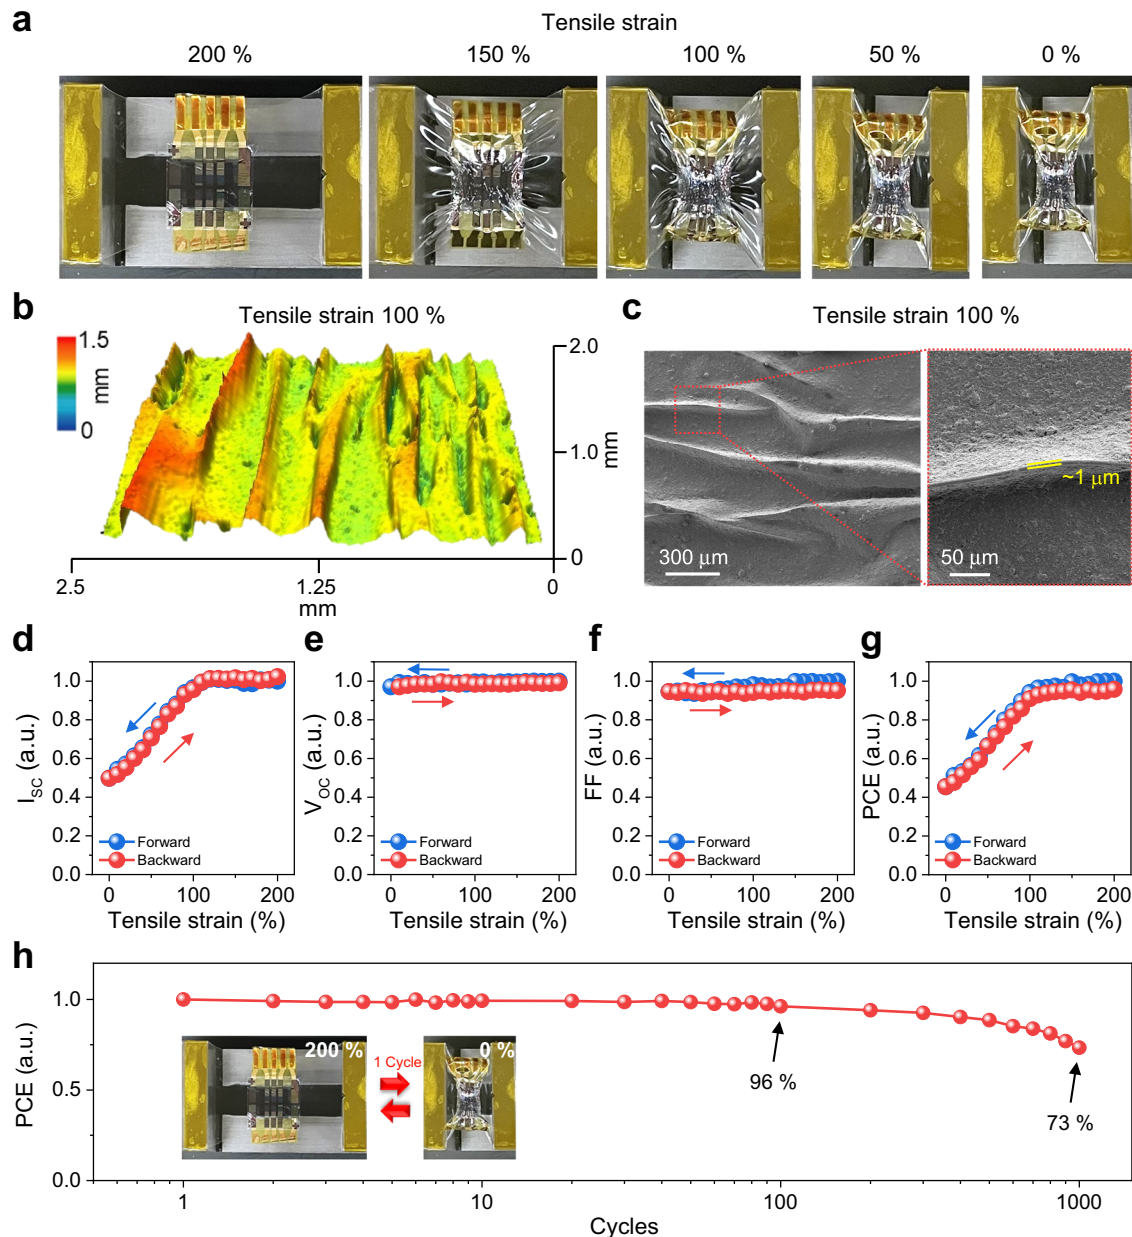 a
Tensile strain
200 %
150 %
100 %
50 %
0 %
b
Tensile strain 100 %
1.5
mm
0
2.0
1.0
mm
0
2.5
1.25
0
mm
c
Tensile strain 100 %
300 μm
~1 μm
50 μm
d
I_SC (a.u.)
1.0
0.8
0.6
0.4
0.2
0.0
Forward
Backward
0
100
200
Tensile strain (%)
e
V_OC (a.u.)
1.0
0.8
0.6
0.4
0.2
0.0
Forward
Backward
0
100
200
Tensile strain (%)
f
FF (a.u.)
1.0
0.8
0.6
0.4
0.2
0.0
Forward
Backward
0
100
200
Tensile strain (%)
g
PCE (a.u.)
1.0
0.8
0.6
0.4
0.2
0.0
Forward
Backward
0
100
200
Tensile strain (%)
h
PCE (a.u.)
1.0
0.5
0.0
200 %
1 Cycle
0 %
96 %
73 %
1
10
100
1000
Cycles